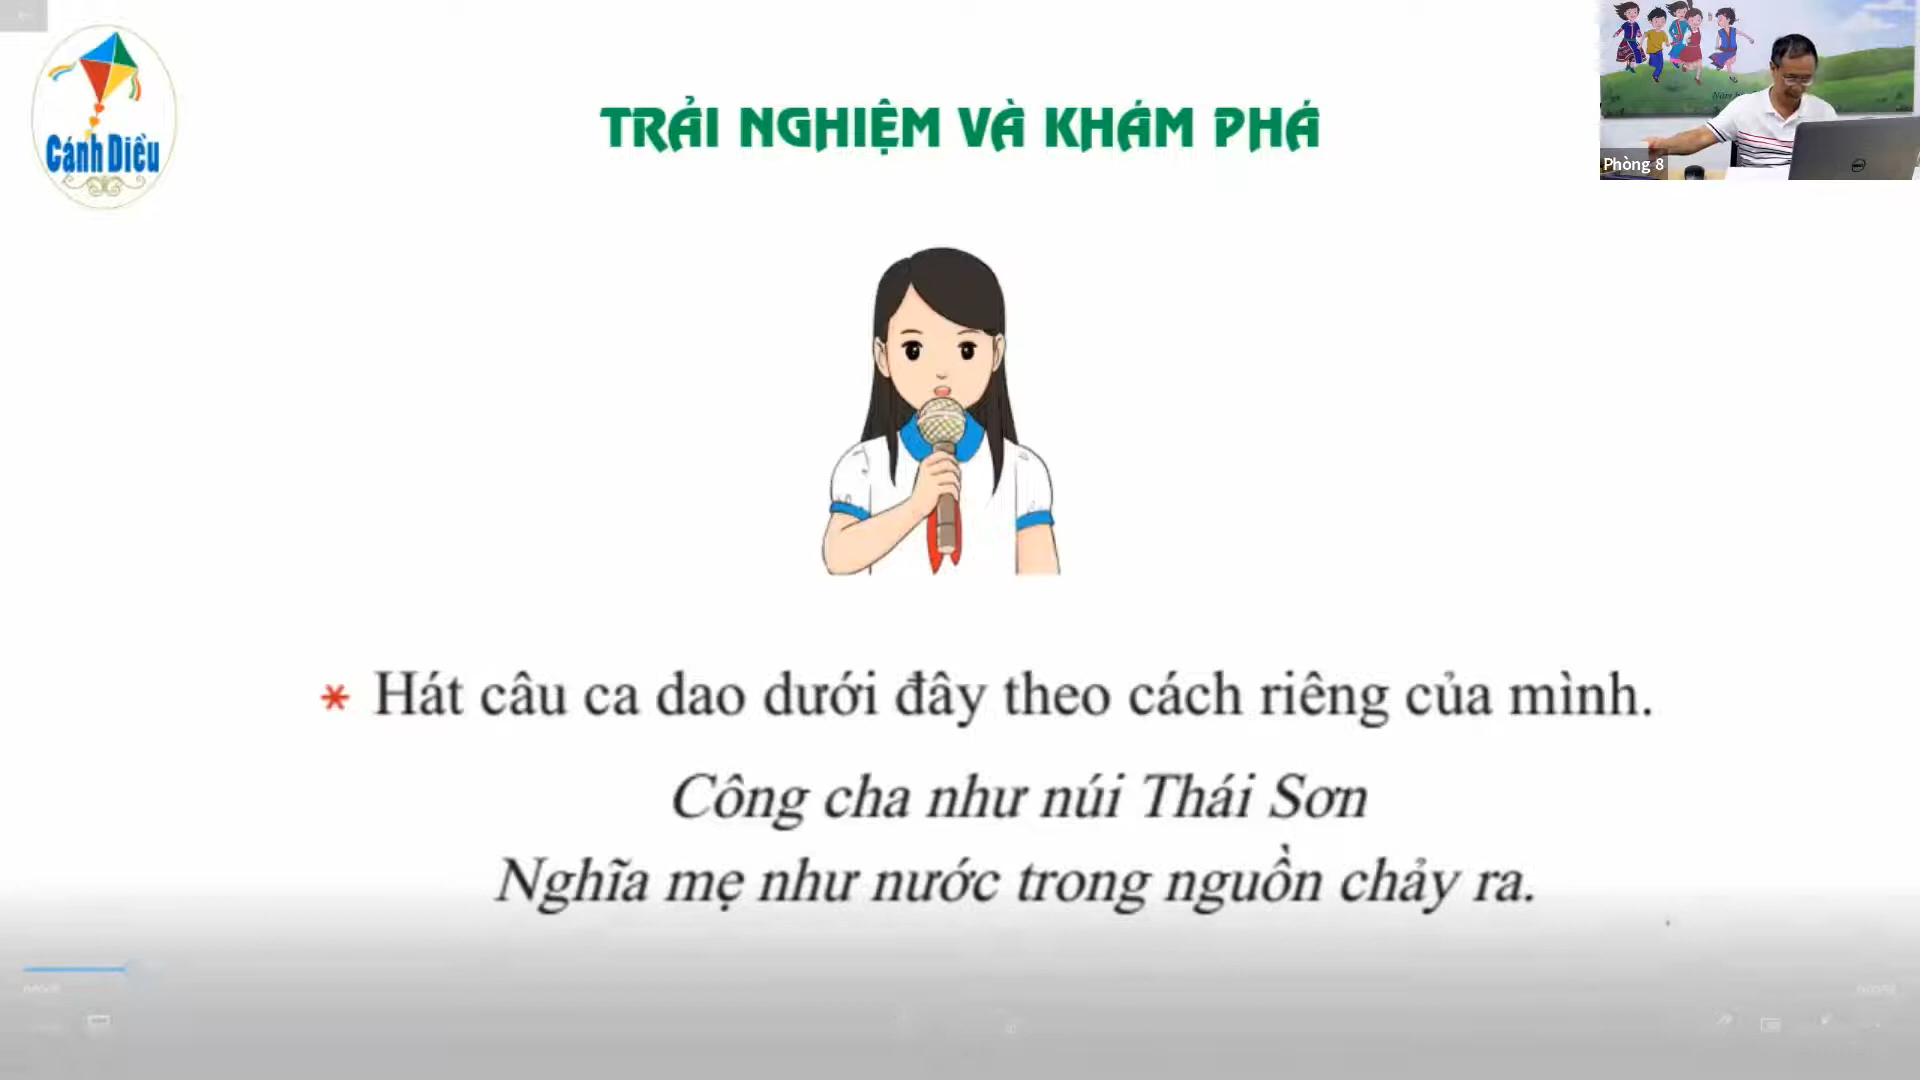 Cánh Diều
TRẢI NGHIỆM VÀ KHÁM PHÁ
Phòng 8
* Hát câu ca dao dưới đây theo cách riêng của mình.
Công cha như núi Thái Sơn
Nghĩa mẹ như nước trong nguồn chảy ra.